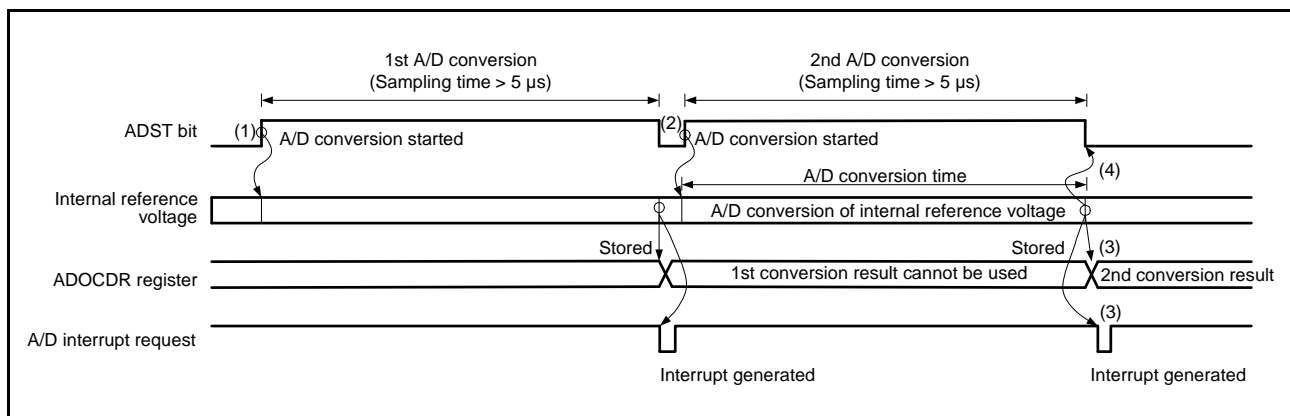 1st A/D conversion
(Sampling time > 5 µs)
2nd A/D conversion
(Sampling time > 5 µs)
ADST bit
(1)
A/D conversion started
(2)
A/D conversion started
(4)
A/D conversion time
Internal reference
voltage
A/D conversion of internal reference voltage
Stored
Stored
(3)
ADOCDR register
1st conversion result cannot be used
2nd conversion result
(3)
A/D interrupt request
Interrupt generated
Interrupt generated